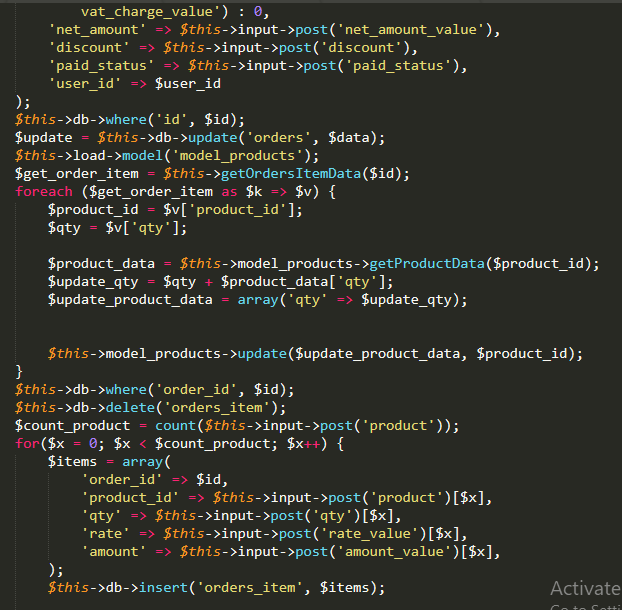 vat_charge_value') : 0,
'net_amount' => $this->input->post('net_amount_value'),
'discount' => $this->input->post('discount'),
'paid_status' => $this->input->post('paid_status'),
'user_id' => $user_id
);
$this->db->where('id', $id);
$update = $this->db->update('orders', $data);
$this->load->model('model_products');
$get_order_item = $this->getOrdersItemData($id);
foreach ($get_order_item as $k => $v) {
$product_id = $v['product_id'];
$qty = $v['qty'];
$product_data = $this->model_products->getProductData($product_id);
$update_qty = $qty + $product_data['qty'];
$update_product_data = array('qty' => $update_qty);
$this->model_products->update($update_product_data, $product_id);
}
$this->db->where('order_id', $id);
$this->db->delete('orders_item');
$count_product = count($this->input->post('product'));
for($x = 0; $x < $count_product; $x++) {
$items = array(
'order_id' => $id,
'product_id' => $this->input->post('product')[$x],
'qty' => $this->input->post('qty')[$x],
'rate' => $this->input->post('rate_value')[$x],
'amount' => $this->input->post('amount_value')[$x],
);
$this->db->insert('orders_item', $items);
Activate